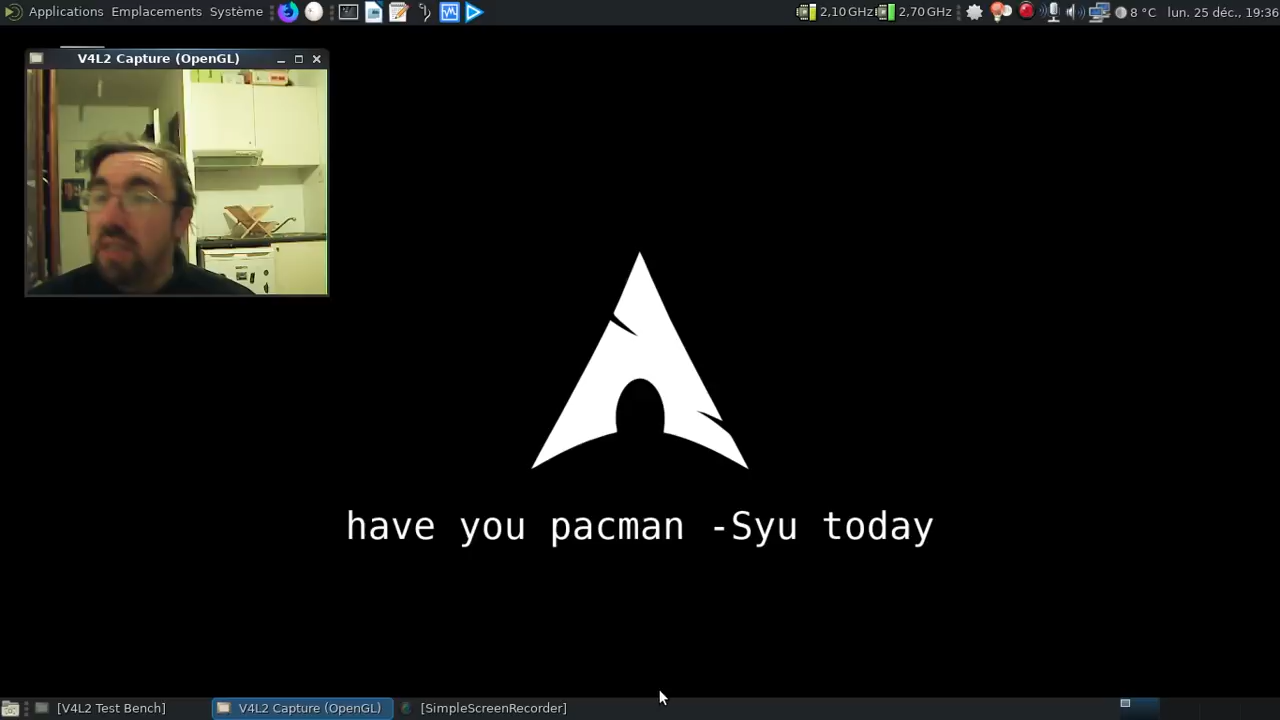 Applications Emplacements Système 2,10 GHz 2,70 GHz 8 °C lun. 25 déc., 19:36
V4L2 Capture (OpenGL)
have you pacman -Syu today
[V4L2 Test Bench] V4L2 Capture (OpenGL) [SimpleScreenRecorder]